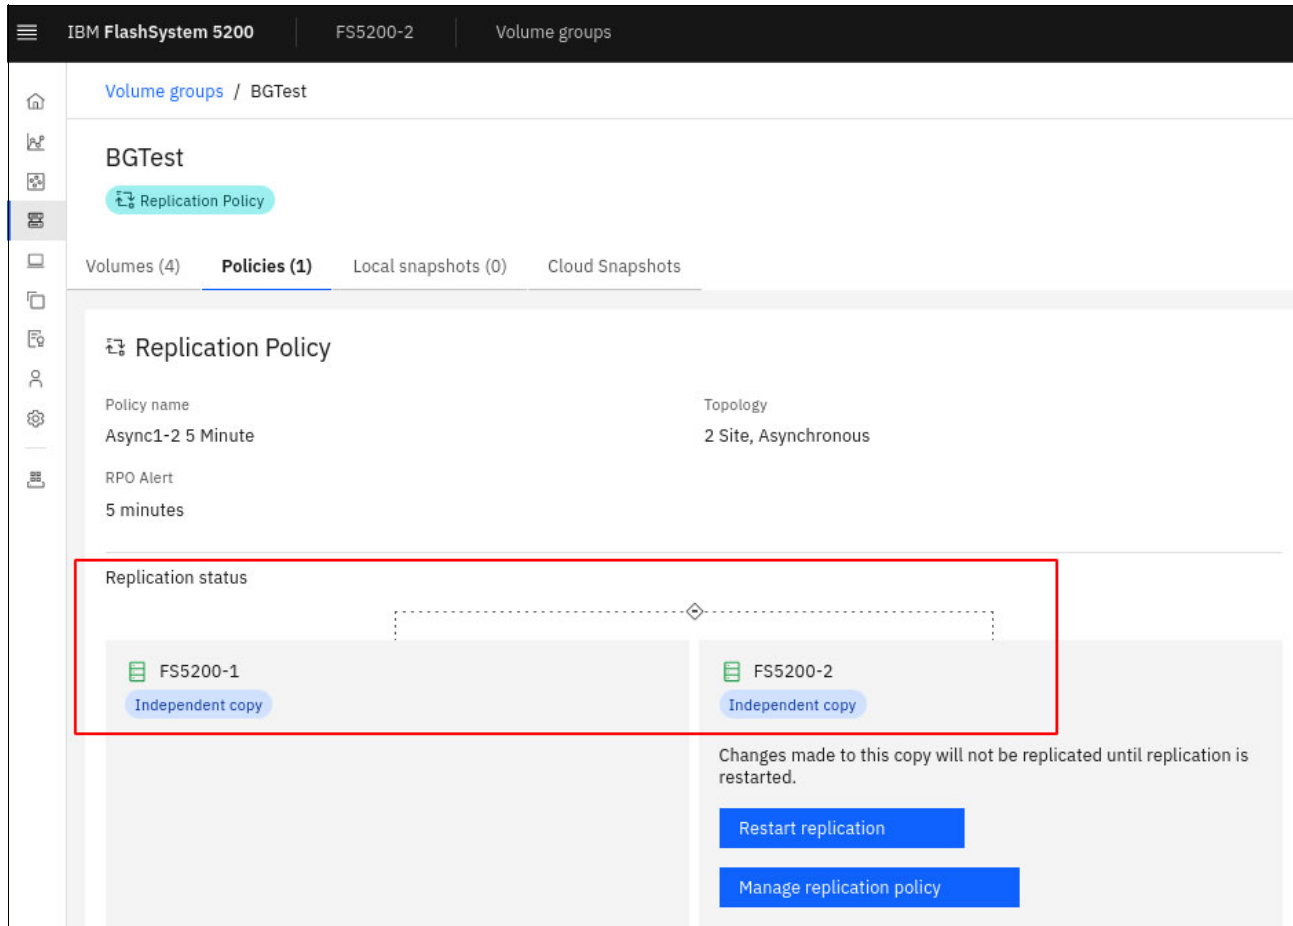 IBM FlashSystem 5200 FS5200-2 Volume groups
Volume groups / BGTest
BGTest
Replication Policy
Volumes (4) Policies (1) Local snapshots (0) Cloud Snapshots
Replication Policy
Policy name Topology
Async1-2 5 Minute 2 Site, Asynchronous
RPO Alert
5 minutes
Replication status
FS5200-1 FS5200-2
Independent copy Independent copy
Changes made to this copy will not be replicated until replication is
restarted.
Restart replication
Manage replication policy